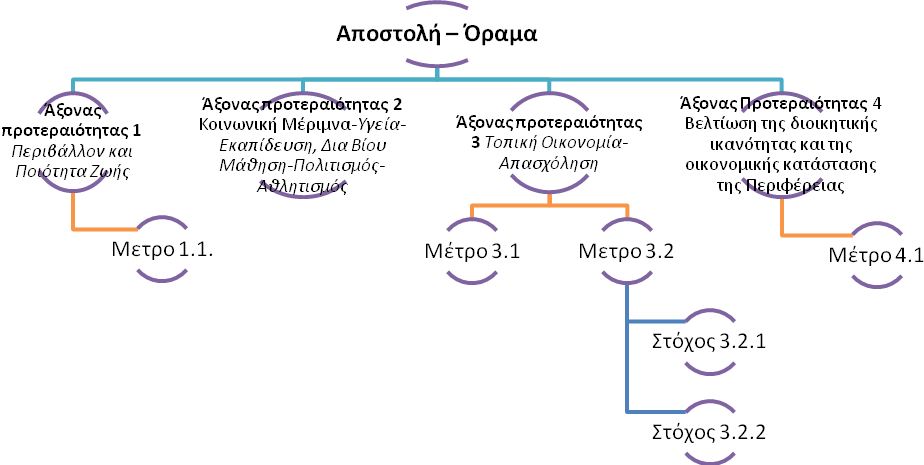 Αποστολή – Όραμα
Άξονας
προτεραιότητας 1
Περιβάλλον και
Ποιότητα Ζωής
Άξονας προτεραιότητας 2
Κοινωνική Μέριμνα-Υγεία-
Εκαπίδευση, Δια Βίου
Μάθηση-Πολιτισμός-
Αθλητισμός
Άξονας προτεραιότητας
3 Τοπική Οικονομία-
Απασχόληση
Άξονας Προτεραιότητας 4
Βελτίωση της διοικητικής
ικανότητας και της
οικονομικής κατάστασης
της Περιφέρειας
Μετρο 1.1.
Μέτρο 3.1
Μετρο 3.2
Μέτρο 4.1
Στόχος 3.2.1
Στόχος 3.2.2